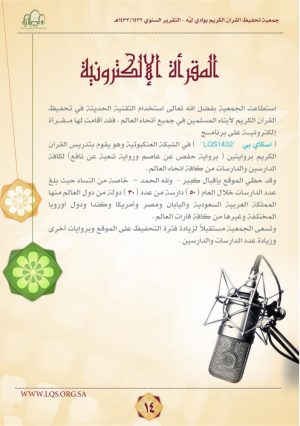 جمعية تحفيظ القرآن الكريم بوادي ليّه - التقرير السنوي ١٤٣٢/١٤٣٣هـ
المقرأة الإلكترونية
استطاعت الجمعية بفضل الله تعالى استخدام التقنية الحديثة في تحفيظ
القرآن الكريم لأبناء المسلمين في جميع أنحاء العالم . فقد أقامت لها مقـرأة
إلكترونية على برنامـج
( اسكاي بي "LQS1432" ) في الشبكة العنكبوتية وهو يقوم بتدريس القرآن
الكريم بروايتين ( برواية حفص عن عاصم ورواية شعبة عن نافع ) لكافة
الدارسين والدارسات من كافة أنحاء العالم .
وقد حظي الموقع بإقبال كبير - ولله الحمد - خاصة من النساء حيث بلغ
عدد الدارسات خلال العام ( ٥٠ ) دارسة من عدد ( ٣٠ ) دولة من دول العالم منها
المملكة العربية السعودية واليابان ومصر وأمريكا وكندا ودول أوروبا
المختلفة وغيرها من كافة قارات العالم .
وتسعى الجمعية مستقبلاً لزيادة فترة التحفيظ على الموقع وبروايات أخرى
وزيادة عدد الدارسات والدارسين .
WWW.LQS.ORG.SA
١٤